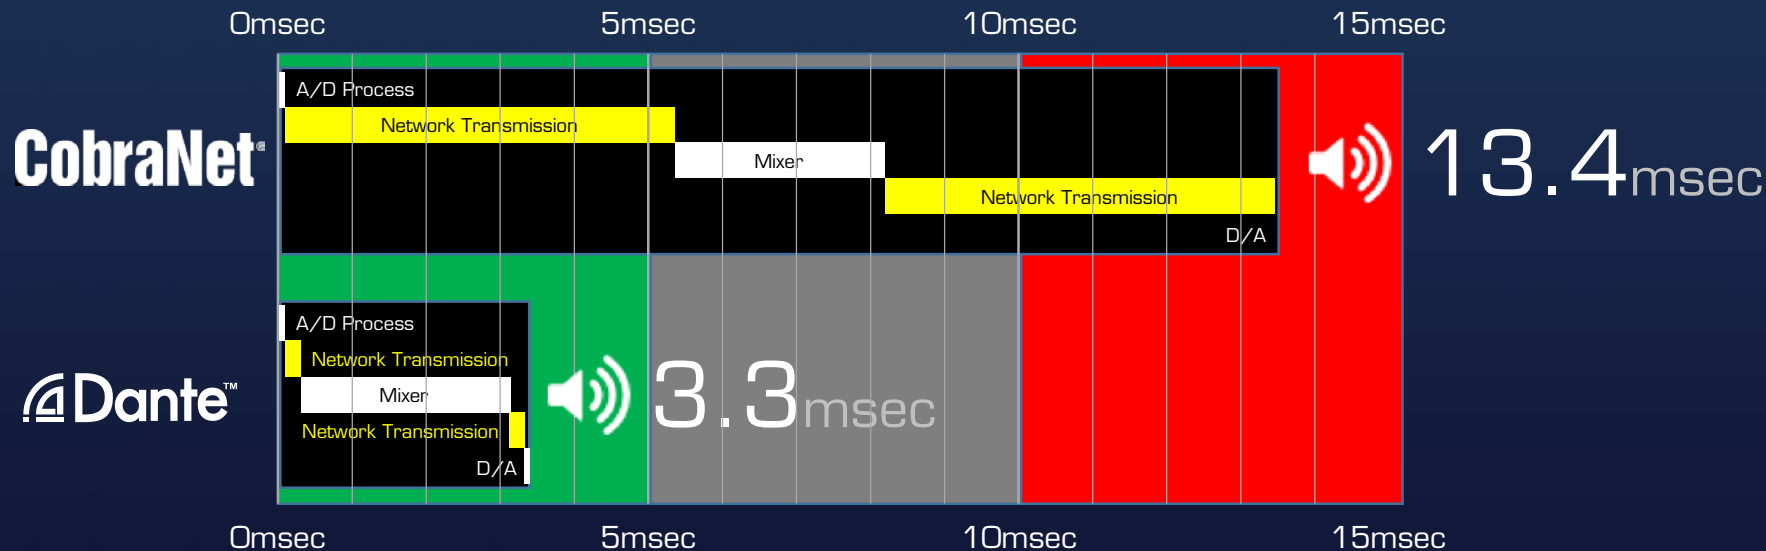 0msec 5msec 10msec 15msec
A/D Process
Network Transmission
CobraNet®
Mixer
13.4msec
Network Transmission
D/A
A/D Process
Network Transmission
Dante™
Mixer
3.3msec
Network Transmission
D/A
0msec 5msec 10msec 15msec